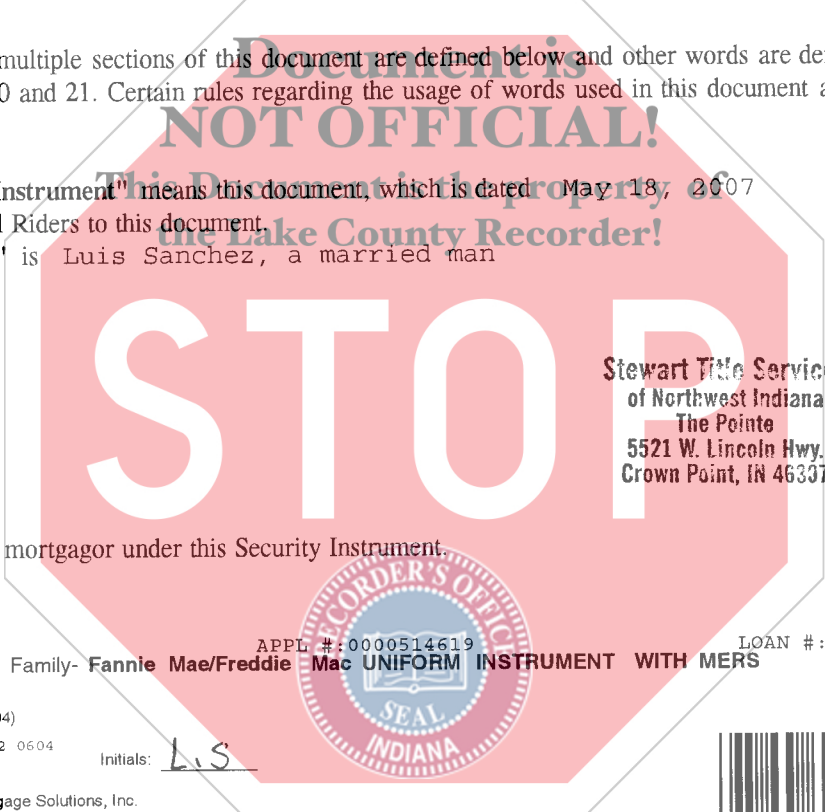 multiple sections of this document are defined below and other words are de
0 and 21. Certain rules regarding the usage of words used in this document a
Document is
NOT OFFICIAL!
This Document is the property of
the Lake County Recorder!
Instrument" means this document, which is dated May 18, 2007
Riders to this document.
" is Luis Sanchez, a married man
STOP
Stewart Title Servic
of Northwest Indiana
The Pointe
5521 W. Lincoln Hwy.
Crown Point, IN 46307
mortgagor under this Security Instrument.
RECORDER'S OFFICE
SEAL
INDIANA
APPL #:0000514619
LOAN #:
Family- Fannie Mae/Freddie Mac UNIFORM INSTRUMENT WITH MERS
04)
2 0604
Initials: L.S
gage Solutions, Inc.